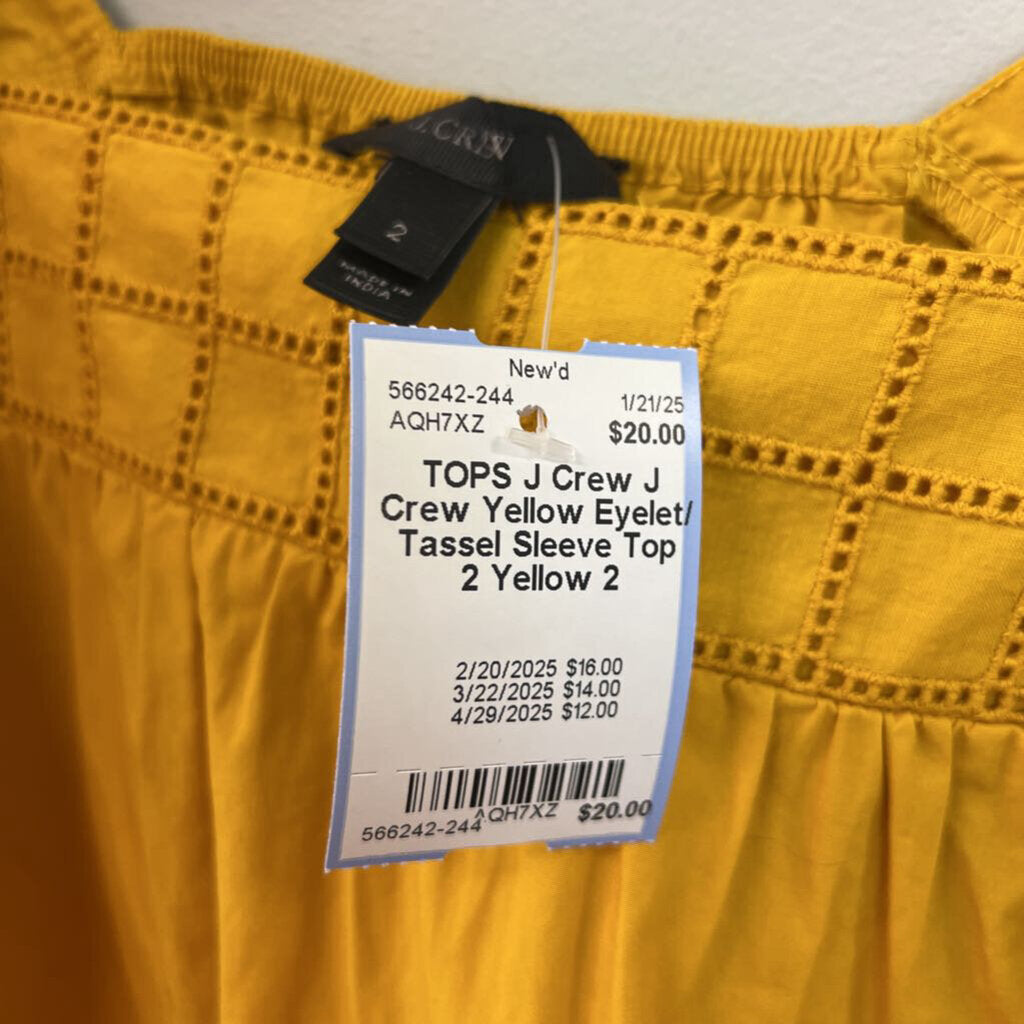 J.CREW
2
MADE IN
INDIA
New'd
566242-244 1/21/25
AQH7XZ $20.00
TOPS J Crew J
Crew Yellow Eyelet/
Tassel Sleeve Top
2 Yellow 2
2/20/2025 $16.00
3/22/2025 $14.00
4/29/2025 $12.00
566242-244 AQH7XZ $20.00